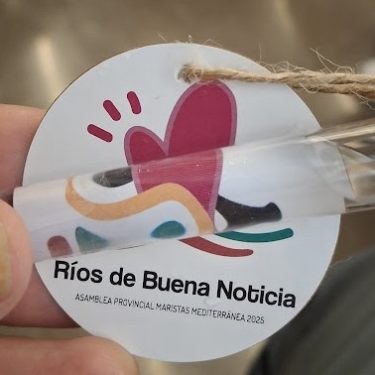 Ríos de Buena Noticia
ASAMBLEA PROVINCIAL MARISTAS MEDITERRÁNEA 2025